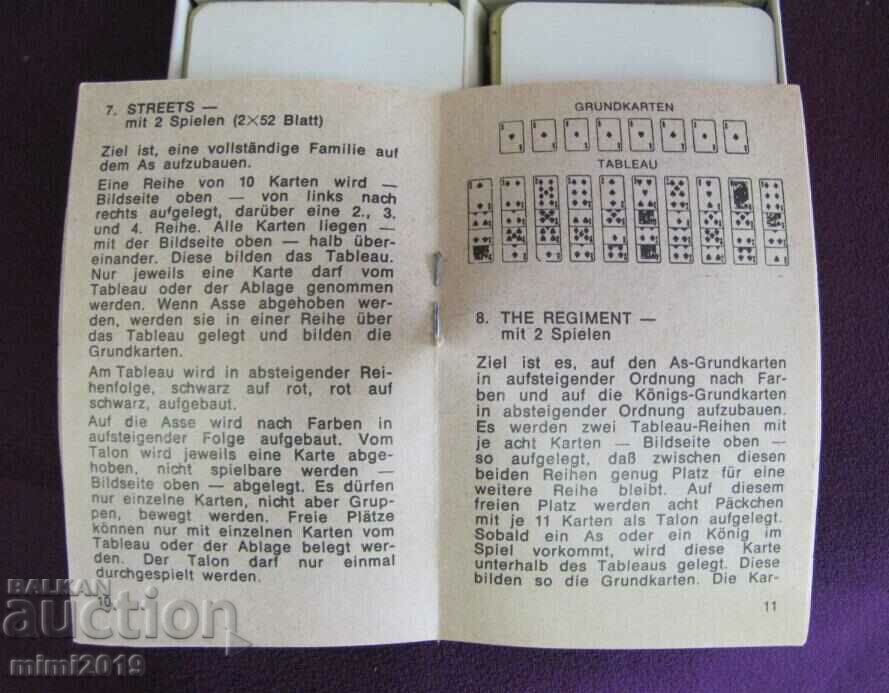 7. STREETS —
mit 2 Spielen (2×52 Blatt)
Ziel ist, eine vollständige Familie auf
dem As aufzubauen.
Eine Reihe von 10 Karten wird —
Bildseite oben — von links nach
rechts aufgelegt, darüber eine 2., 3.
und 4. Reihe. Alle Karten liegen —
mit der Bildseite oben — halb über-
einander. Diese bilden das Tableau.
Nur jeweils eine Karte darf vom
Tableau oder der Ablage genommen
werden. Wenn Asse abgehoben wer-
den, werden sie in einer Reihe über
das Tableau gelegt und bilden die
Grundkarten.
Am Tableau wird in absteigender Rei-
henfolge, schwarz auf rot, rot auf
schwarz, aufgebaut.
Auf die Asse wird nach Farben in
aufsteigender Folge aufgebaut. Vom
Talon wird jeweils eine Karte abge-
hoben, nicht spielbare werden —
Bildseite oben — abgelegt. Es dürfen
nur einzelne Karten, nicht aber Grup-
pen, bewegt werden. Freie Plätze
können nur mit einzelnen Karten vom
Tableau oder der Ablage belegt wer-
den. Der Talon darf nur einmal
durchgespielt werden.
10
GRUNDKARTEN
TABLEAU
8. THE REGIMENT —
mit 2 Spielen
Ziel ist es, auf den As-Grundkarten
in aufsteigender Ordnung nach Far-
ben und auf die Königs-Grundkarten
in absteigender Ordnung aufzubauen.
Es werden zwei Tableau-Reihen mit
je acht Karten — Bildseite oben —
so aufgelegt, daß zwischen diesen
beiden Reihen genug Platz für eine
weitere Reihe bleibt. Auf diesem
freien Platz werden acht Päckchen
mit je 11 Karten als Talon aufgelegt.
Sobald ein As oder ein König im
Spiel vorkommt, wird diese Karte
unterhalb des Tableaus gelegt. Diese
bilden so die Grundkarten. Die Kar-
11
BALKAN
auction
mimi2019